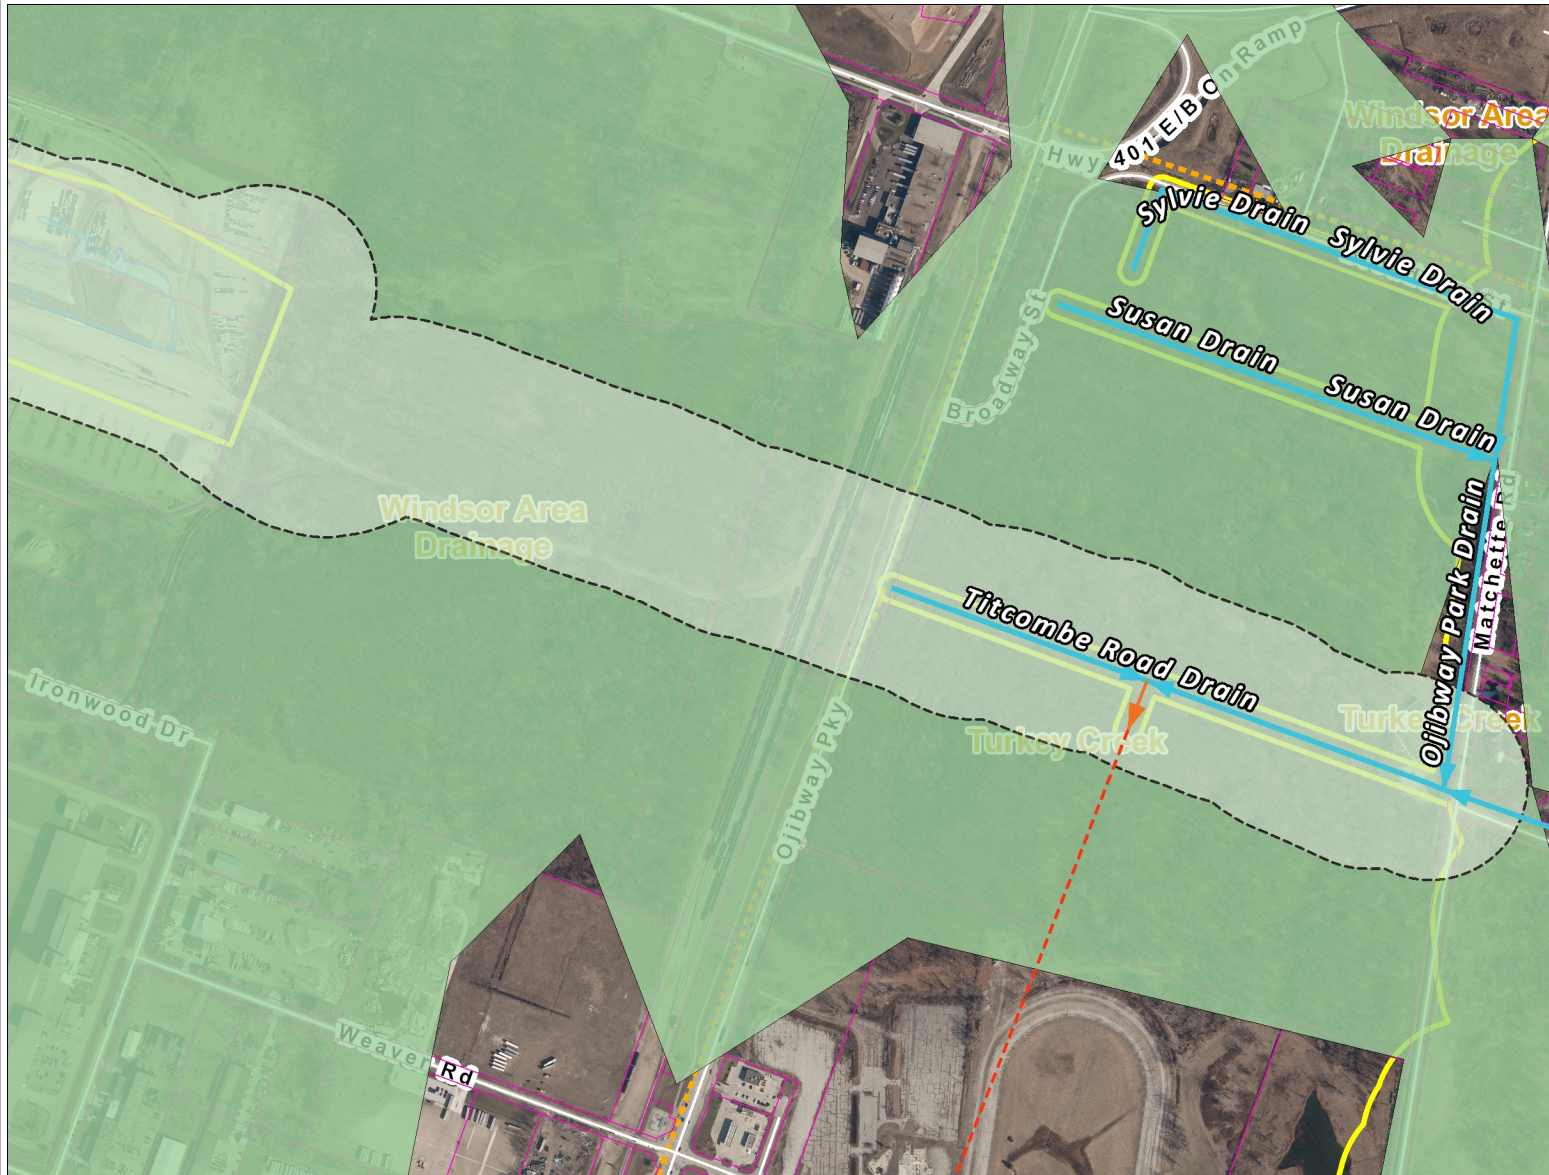 401 E/B On Ramp
Hwy
Windsor Area
Drainage
Sylvie Drain
Sylvie Drain
Susan Drain
Susan Drain
Broadway St
St
Windsor Area
Drainage
Ojibway Park Drain
Matchette Rd
Titcombe Road Drain
Ironwood Dr
Turkey Creek
Turkey Creek
Ojibway Pky
Weaver Rd